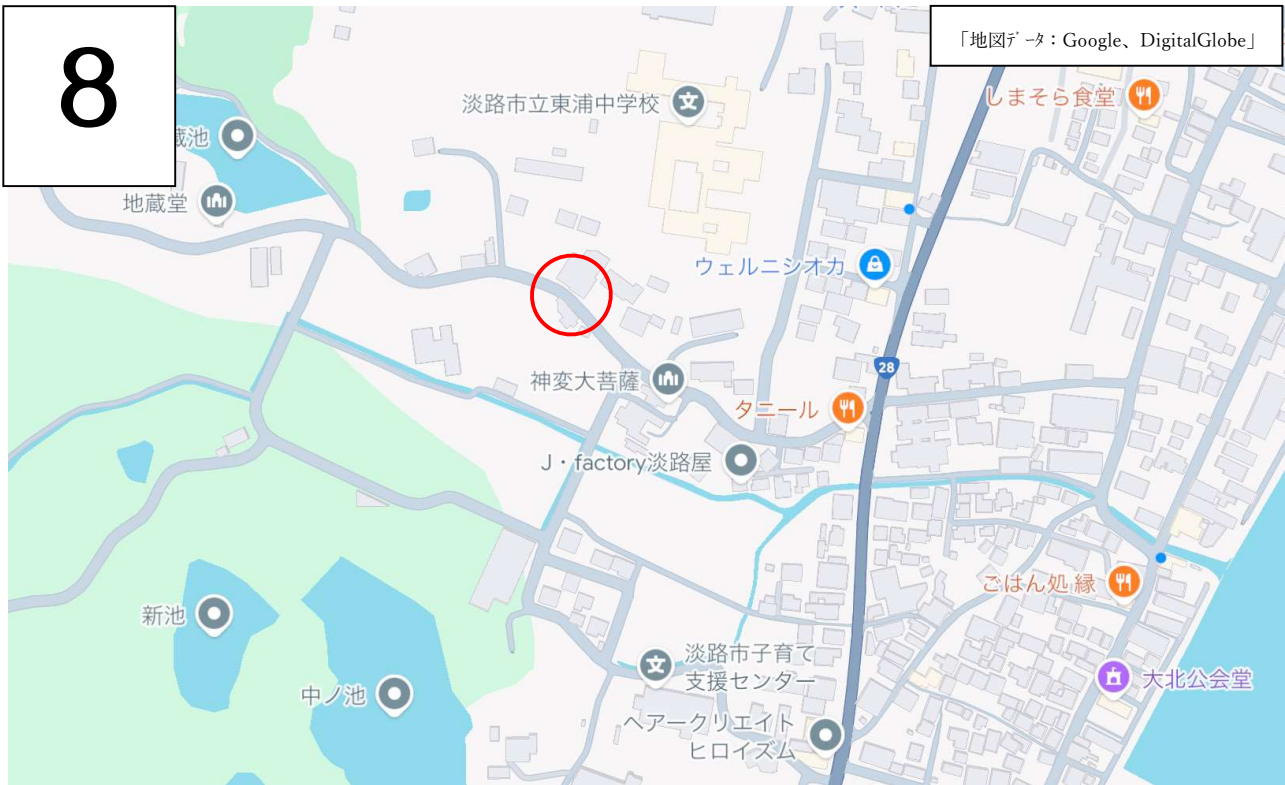 8
「地図データ：Google、DigitalGlobe」
しまそら食堂
淡路市立東浦中学校
蔵池
地蔵堂
ウェルニシオカ
28
神変大菩薩
タニール
J・factory淡路屋
ごはん処 縁
新池
淡路市子育て
支援センター
中ノ池
大北公会堂
ヘアークリエイト
ヒロイズム